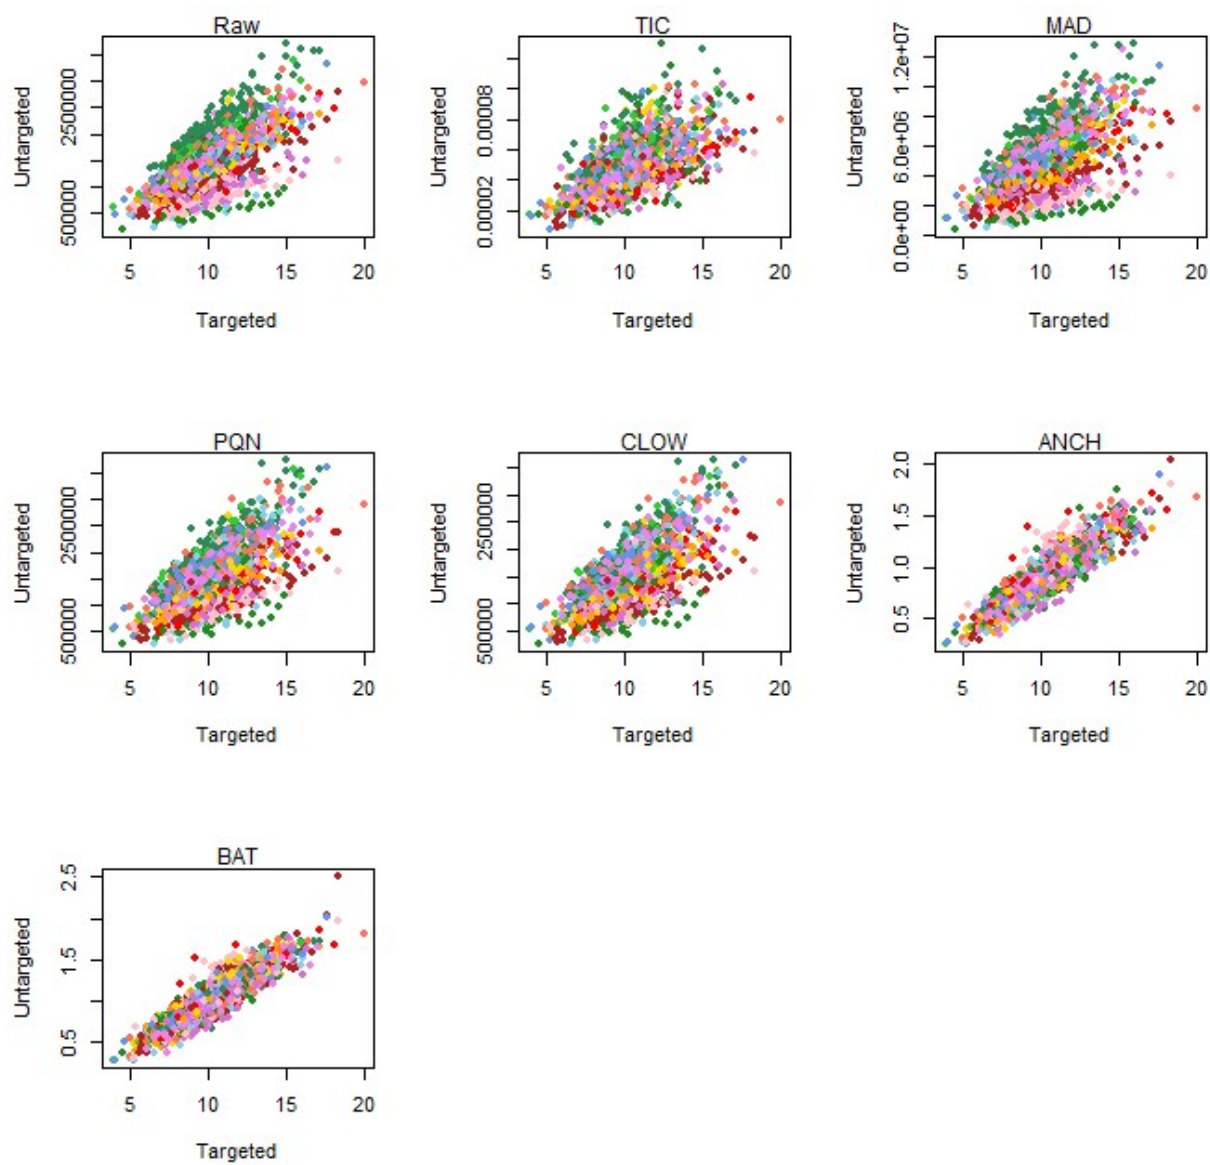 Raw
Untargeted
500000
2500000
5 10 15 20
Targeted
TIC
Untargeted
0.00002
0.00008
5 10 15 20
Targeted
MAD
Untargeted
0.0e+00
6.0e+06
1.2e+07
5 10 15 20
Targeted
PQN
Untargeted
500000
2500000
5 10 15 20
Targeted
CLOW
Untargeted
500000
2500000
5 10 15 20
Targeted
ANCH
Untargeted
0.5
1.0
1.5
2.0
5 10 15 20
Targeted
BAT
Untargeted
0.5
1.5
2.5
5 10 15 20
Targeted